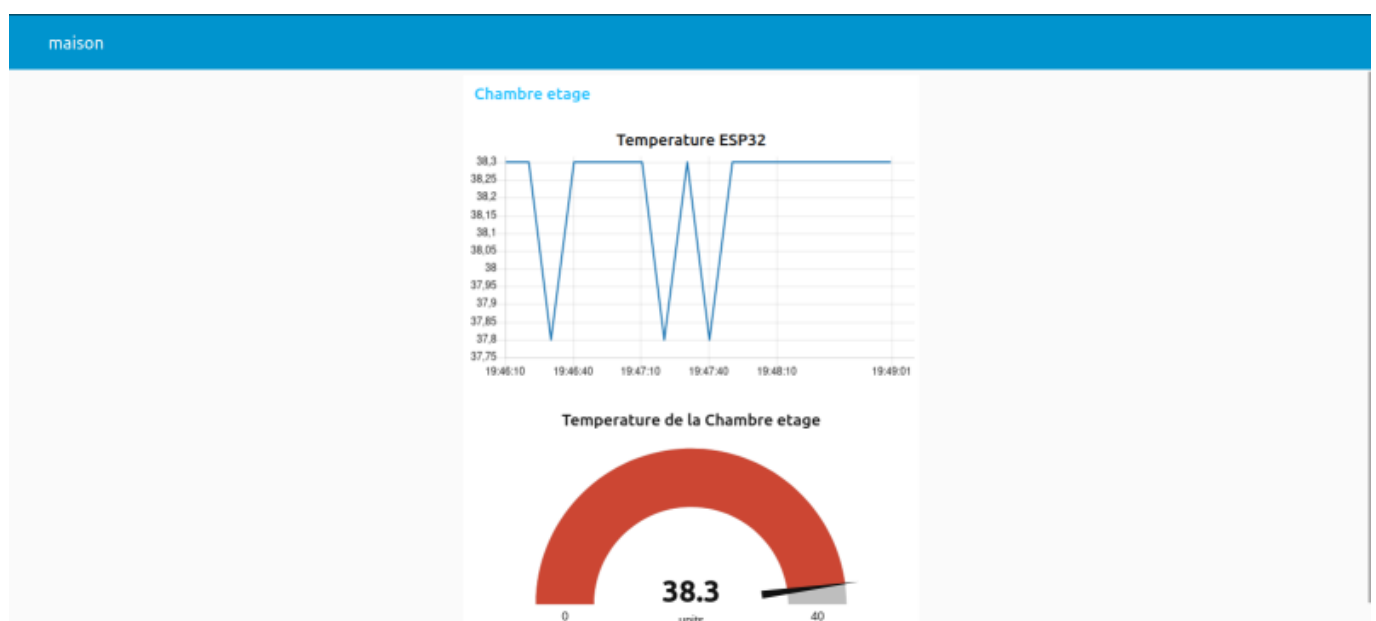 maison
Chambre etage
Temperature ESP32
38,3
38,25
38,2
38,15
38,1
38,05
38
37,95
37,9
37,85
37,8
37,75
19:46:10 19:46:40 19:47:10 19:47:40 19:48:10 19:49:01
Temperature de la Chambre etage
38.3
0 units 40